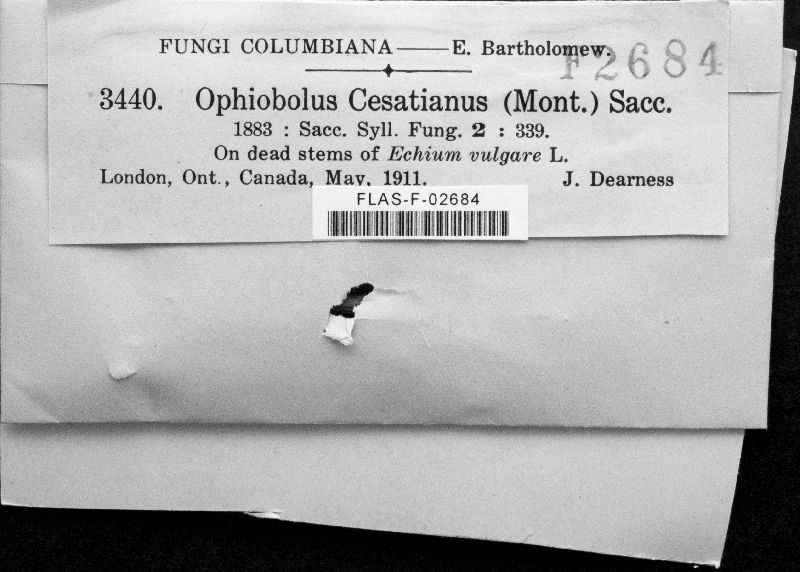 FUNGI COLUMBIANA——E. Bartholomew.
F2684
3440. Ophiobolus Cesatianus (Mont.) Sacc.
1883 : Sacc. Syll. Fung. 2 : 339.
On dead stems of Echium vulgare L.
London, Ont., Canada, May, 1911. J. Dearness
FLAS-F-02684